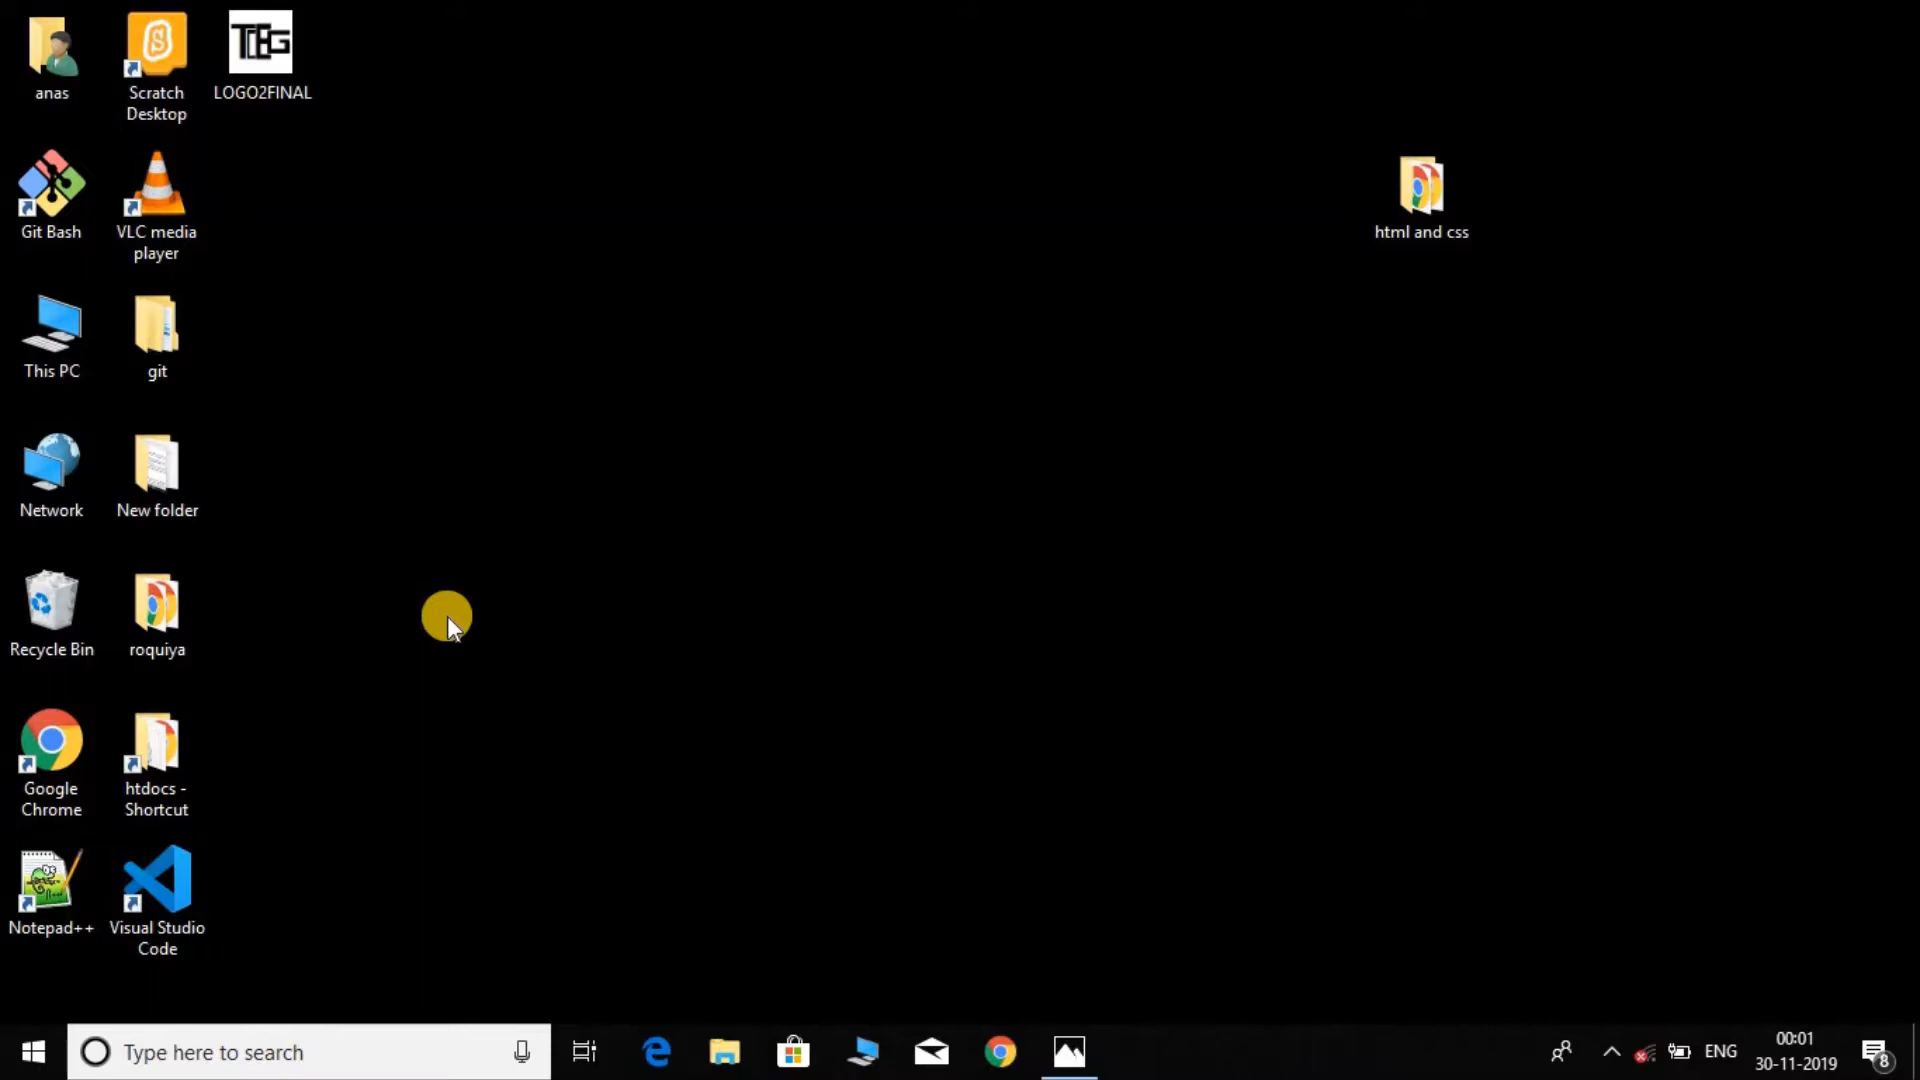 anas
Scratch
Desktop
TCBG
LOGO2FINAL
Git Bash
VLC media
player
html and css
This PC
git
Network
New folder
Recycle Bin
roquiya
Google
Chrome
htdocs -
Shortcut
Notepad++
Visual Studio
Code
Type here to search
ENG
00:01
30-11-2019
8